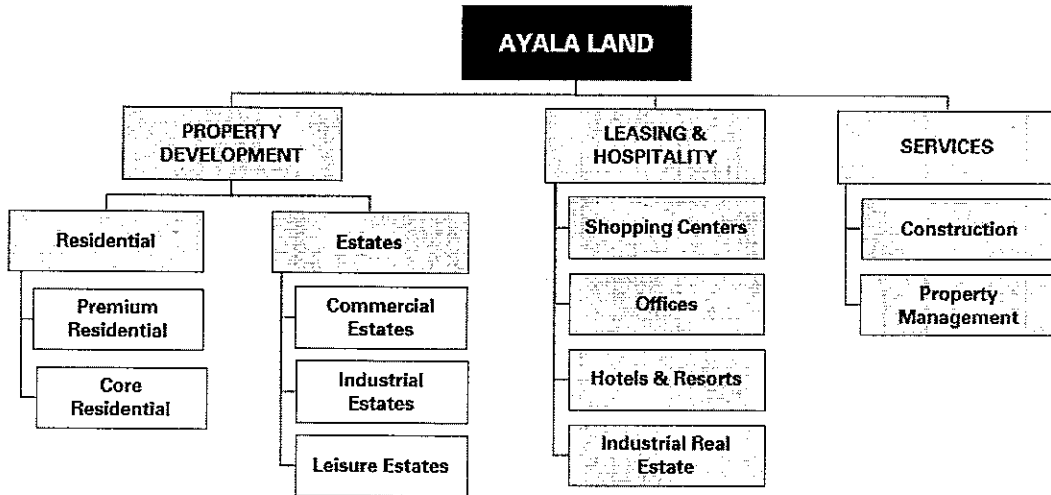 AYALA LAND
PROPERTY
DEVELOPMENT
LEASING &
HOSPITALITY
SERVICES
Residential
Premium
Residential
Core
Residential
Estates
Commercial
Estates
Industrial
Estates
Leisure Estates
Shopping Centers
Offices
Hotels & Resorts
Industrial Real
Estate
Construction
Property
Management